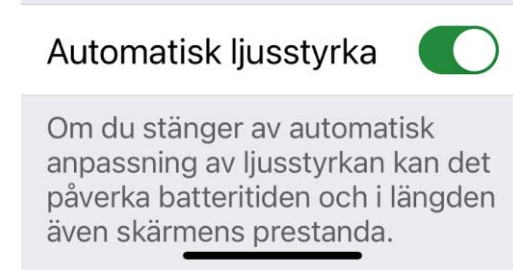 Automatisk ljusstyrka
Om du stänger av automatisk
anpassning av ljusstyrkan kan det
påverka batteritiden och i längden
även skärmens prestanda.